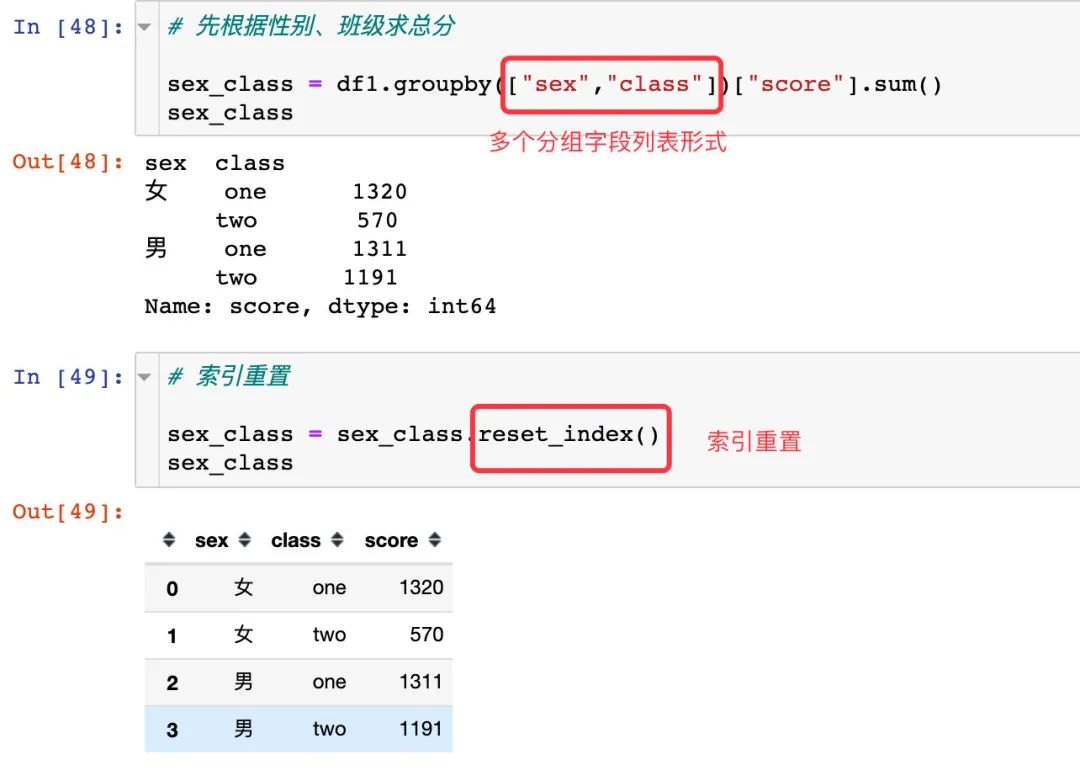 In [48]: # 先根据性别、班级求总分
sex_class = df1.groupby(["sex","class"])["score"].sum()
sex_class
多个分组字段列表形式
Out[48]: sex class
女 one 1320
two 570
男 one 1311
two 1191
Name: score, dtype: int64
In [49]: # 索引重置
sex_class = sex_class.reset_index() 索引重置
sex_class
Out[49]:
sex class score
0 女 one 1320
1 女 two 570
2 男 one 1311
3 男 two 1191